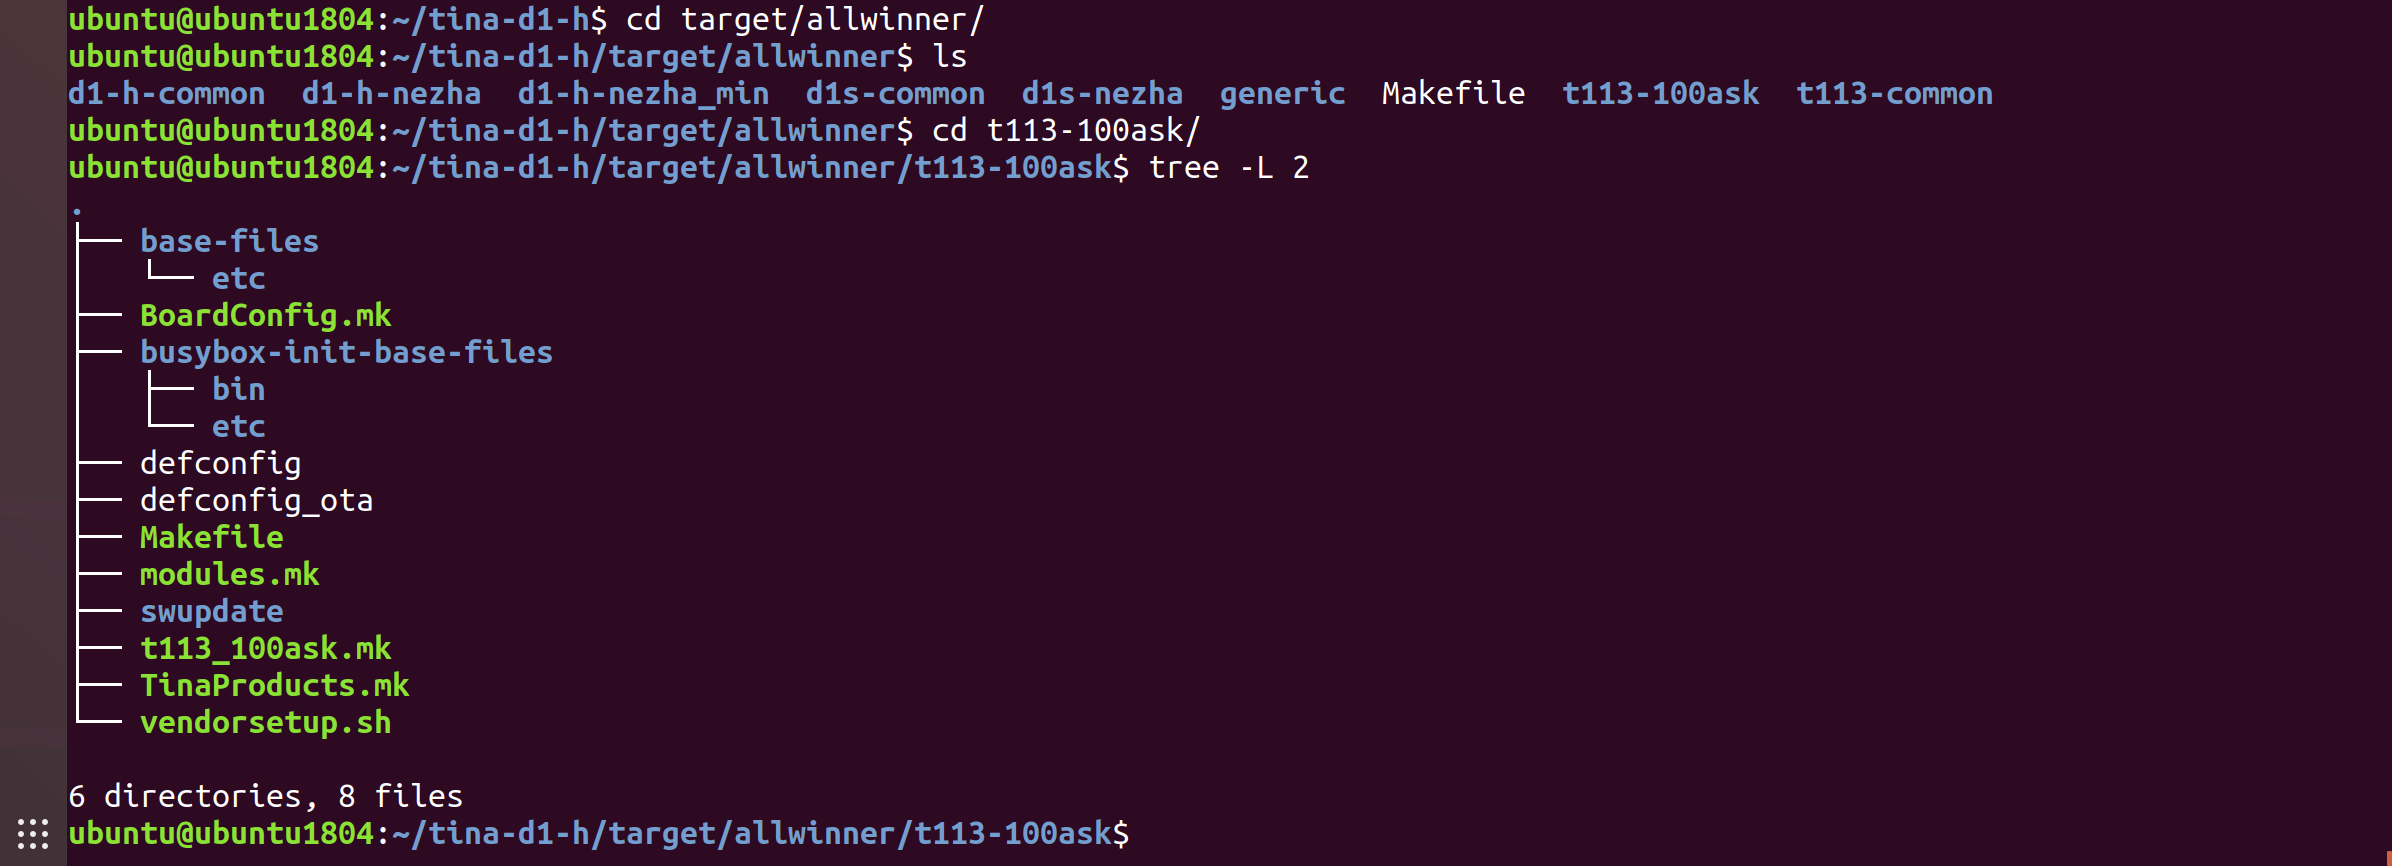 ubuntu@ubuntu1804:~/tina-d1-h$ cd target/allwinner/
ubuntu@ubuntu1804:~/tina-d1-h/target/allwinner$ ls
d1-h-common  d1-h-nezha  d1-h-nezha_min  d1s-common  d1s-nezha  generic  Makefile  t113-100ask  t113-common
ubuntu@ubuntu1804:~/tina-d1-h/target/allwinner$ cd t113-100ask/
ubuntu@ubuntu1804:~/tina-d1-h/target/allwinner/t113-100ask$ tree -L 2
.
├── base-files
│   └── etc
├── BoardConfig.mk
├── busybox-init-base-files
│   ├── bin
│   └── etc
├── defconfig
├── defconfig_ota
├── Makefile
├── modules.mk
├── swupdate
├── t113_100ask.mk
├── TinaProducts.mk
└── vendorsetup.sh

6 directories, 8 files
ubuntu@ubuntu1804:~/tina-d1-h/target/allwinner/t113-100ask$